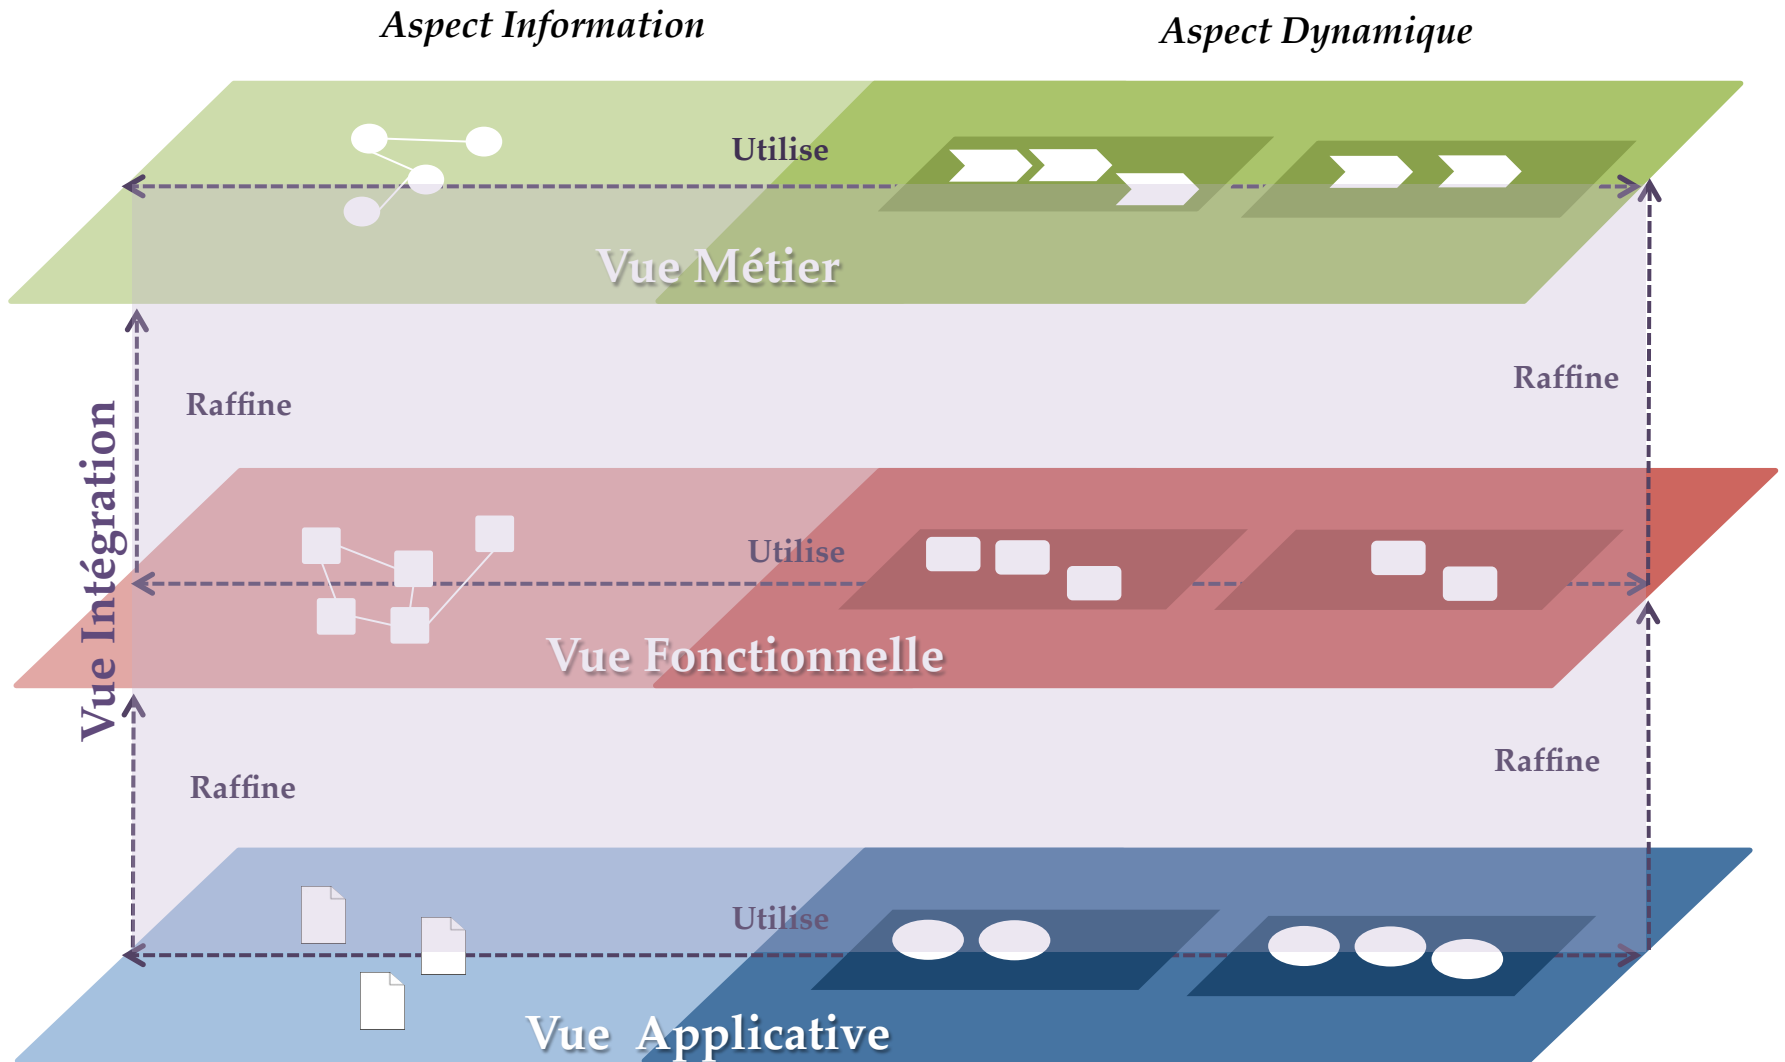 Aspect Information
Aspect Dynamique
Utilise
Vue Métier
Raffine
Raffine
Vue Intégration
Utilise
Vue Fonctionnelle
Raffine
Raffine
Utilise
Vue Applicative